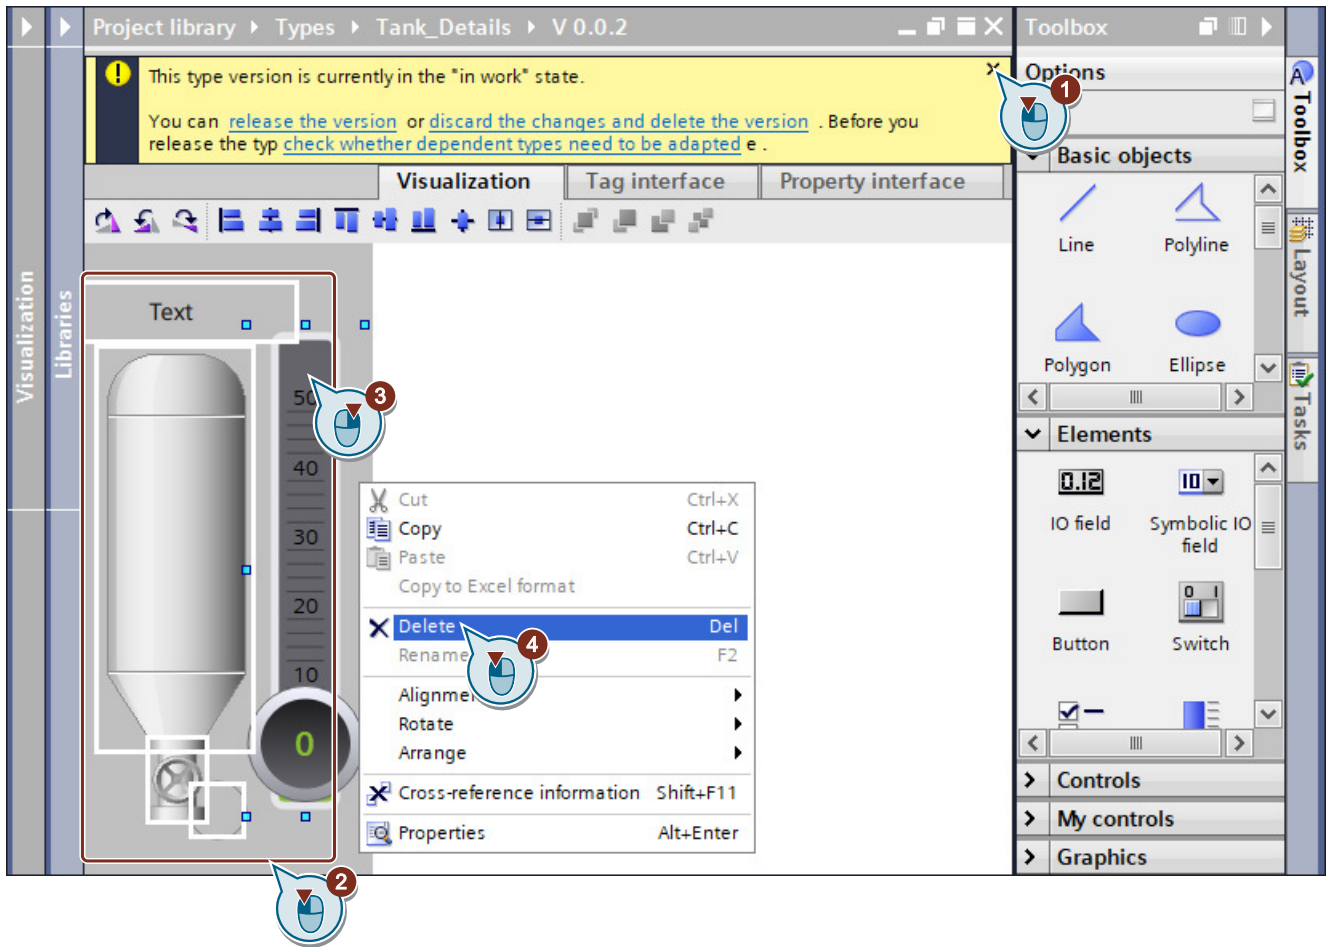 Project library Types Tank_Details V 0.0.2
Toolbox
This type version is currently in the "in work" state.
You can release the version or discard the changes and delete the version . Before you
release the typ check whether dependent types need to be adapted e .
Options
1
Visualization Tag interface Property interface
Basic objects
Line Polyline
Polygon Ellipse
Elements
0.12 10
IO field Symbolic IO
field
0 1
Button Switch
Controls
My controls
Graphics
Toolbox
Layout
Tasks
Visualization
Libraries
Text
50
40
30
20
10
0
3
Cut Ctrl+X
Copy Ctrl+C
Paste Ctrl+V
Copy to Excel format
Delete Del
4
Rename F2
Alignme
Rotate
Arrange
Cross-reference information Shift+F11
Properties Alt+Enter
2